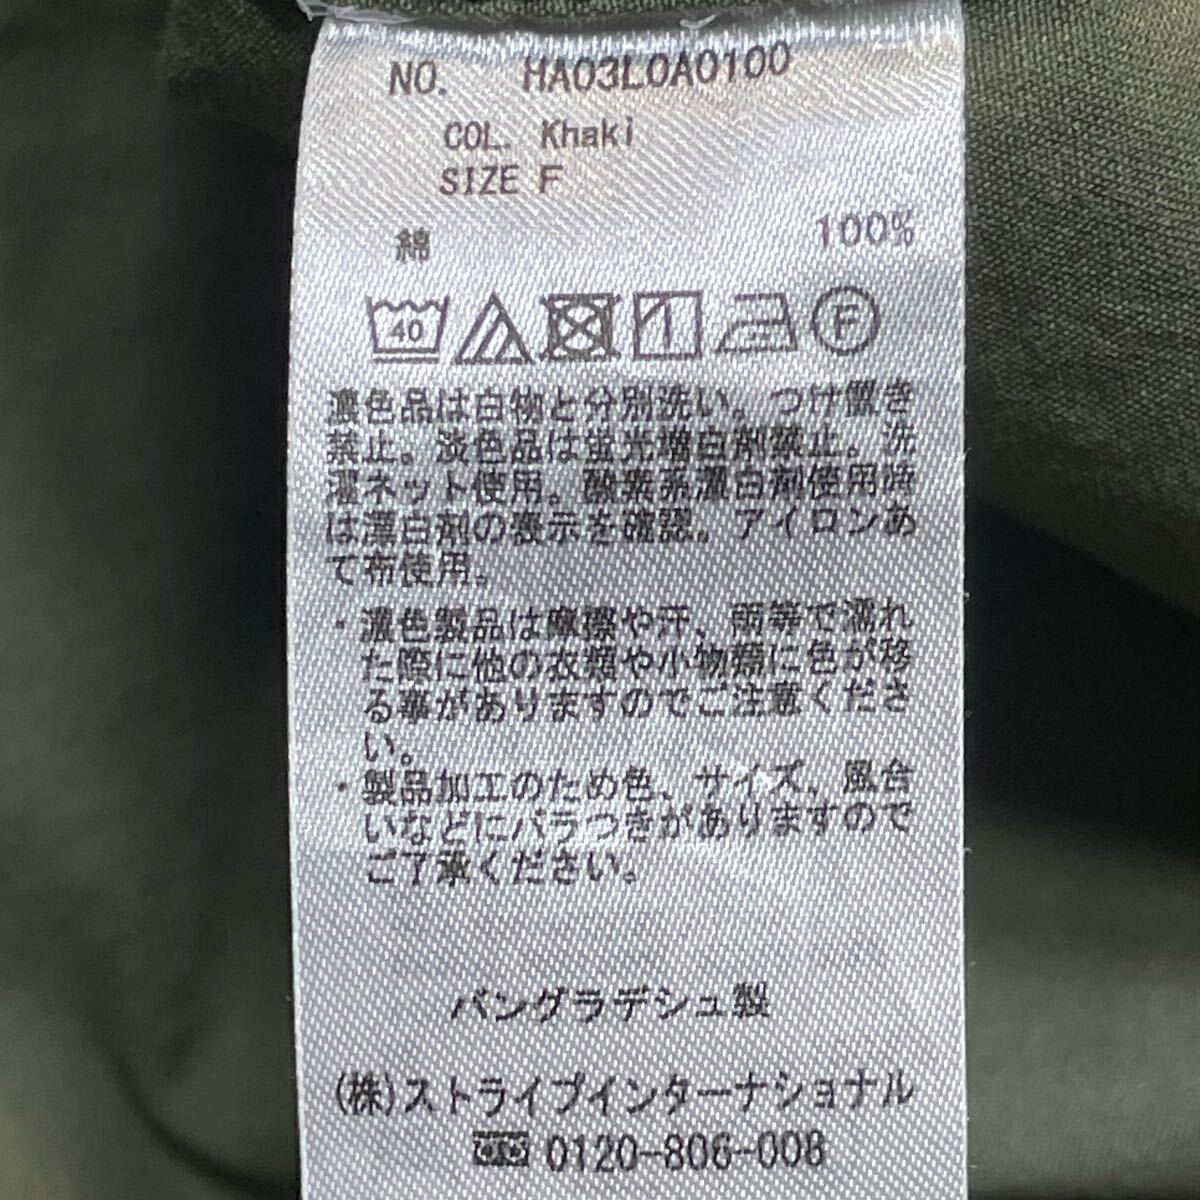 NO. HA03L0A0100
COL. Khaki
SIZE F
綿 100%
40 F
濃色品は白物と分別洗い。つけ置き
禁止。淡色品は蛍光増白剤禁止。洗
濯ネット使用。酸素系漂白剤使用時
は漂白剤の表示を確認。アイロンあ
て布使用。
・濃色製品は摩擦や汗、雨等で濡れ
た際に他の衣類や小物類に色が移
る事がありますのでご注意くださ
い。
・製品加工のため色、サイズ、風合
いなどにバラつきがありますので
ご了承ください。
バングラデシュ製
(株)ストライプインターナショナル
0120-806-008